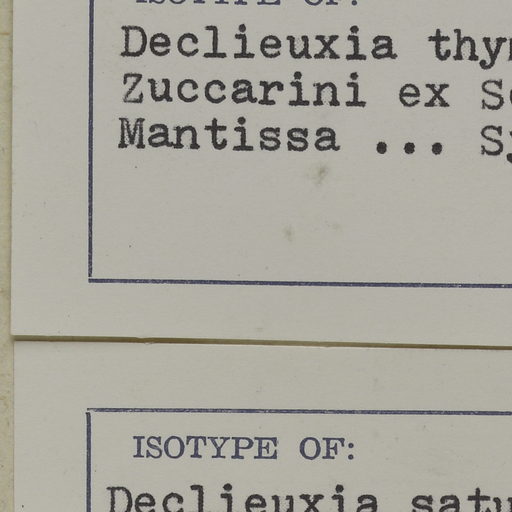 ISOTYPE OF:
Declieuxia
Zuccarini ex
Mantissa ...
ISOTYPE OF:
Declieuxia